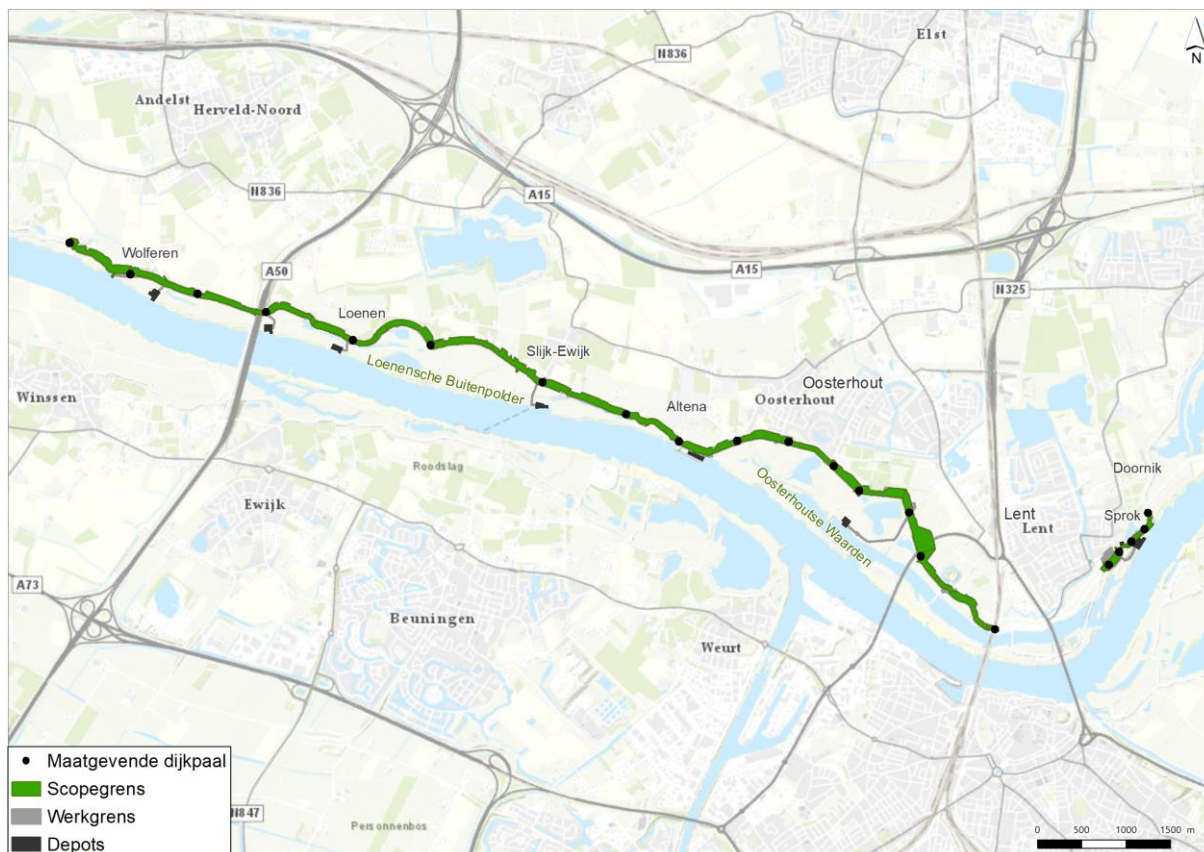 Elst
N
N836
Andelst
Herveld-Noord
N836
A15
Wolferen
A50
A15
N325
Loenen
Slijk-Ewijk
Loenensche Buitenpolder
Winssen
Altena
Oosterhout
Oosterhout
Roodslag
Oosterhoutse Waarden
Doornik
Ewijk
Lent
Lent
Sprok
A73
Beuningen
Weurt
Maatgevende dijkpaal
Scopegrens
Werkgrens
Depots
N847
Personnenbos
0 500 1000 1500 m